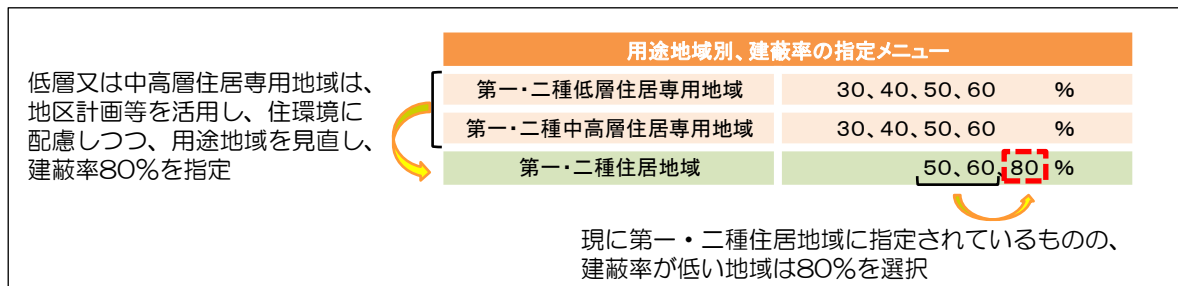 低層又は中高層住居専用地域は、
地区計画等を活用し、住環境に
配慮しつつ、用途地域を見直し、
建蔽率80％を指定
用途地域別、建蔽率の指定メニュー
第一・二種低層住居専用地域 30、40、50、60 %
第一・二種中高層住居専用地域 30、40、50、60 %
第一・二種住居地域 50、60、80 %
現に第一・二種住居地域に指定されているものの、
建蔽率が低い地域は80％を選択